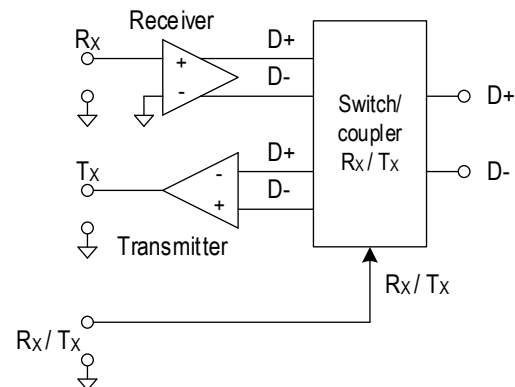 Receiver
RX
+
-
D+
D-
Switch/
coupler
RX / TX
D+
D-
TX
-
+
D+
D-
Transmitter
RX / TX
RX / TX